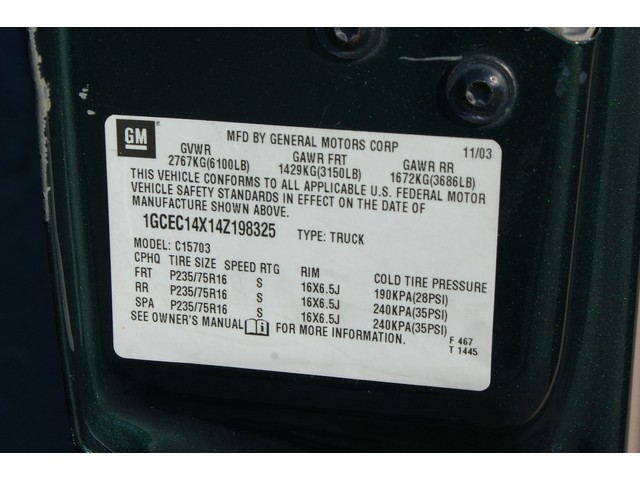 GM
MFD BY GENERAL MOTORS CORP 11/03
GVWR GAWR FRT GAWR RR
2767KG(6100LB) 1429KG(3150LB) 1672KG(3686LB)
THIS VEHICLE CONFORMS TO ALL APPLICABLE U.S. FEDERAL MOTOR
VEHICLE SAFETY STANDARDS IN EFFECT ON THE DATE OF
MANUFACTURE SHOWN ABOVE.
1GCEC14X14Z198325 TYPE: TRUCK
MODEL: C15703
CPHQ TIRE SIZE SPEED RTG RIM COLD TIRE PRESSURE
FRT P235/75R16 S 16X6.5J 190KPA(28PSI)
RR P235/75R16 S 16X6.5J 240KPA(35PSI)
SPA P235/75R16 S 16X6.5J 240KPA(35PSI)
SEE OWNER'S MANUAL FOR MORE INFORMATION.
F 467
T 1445